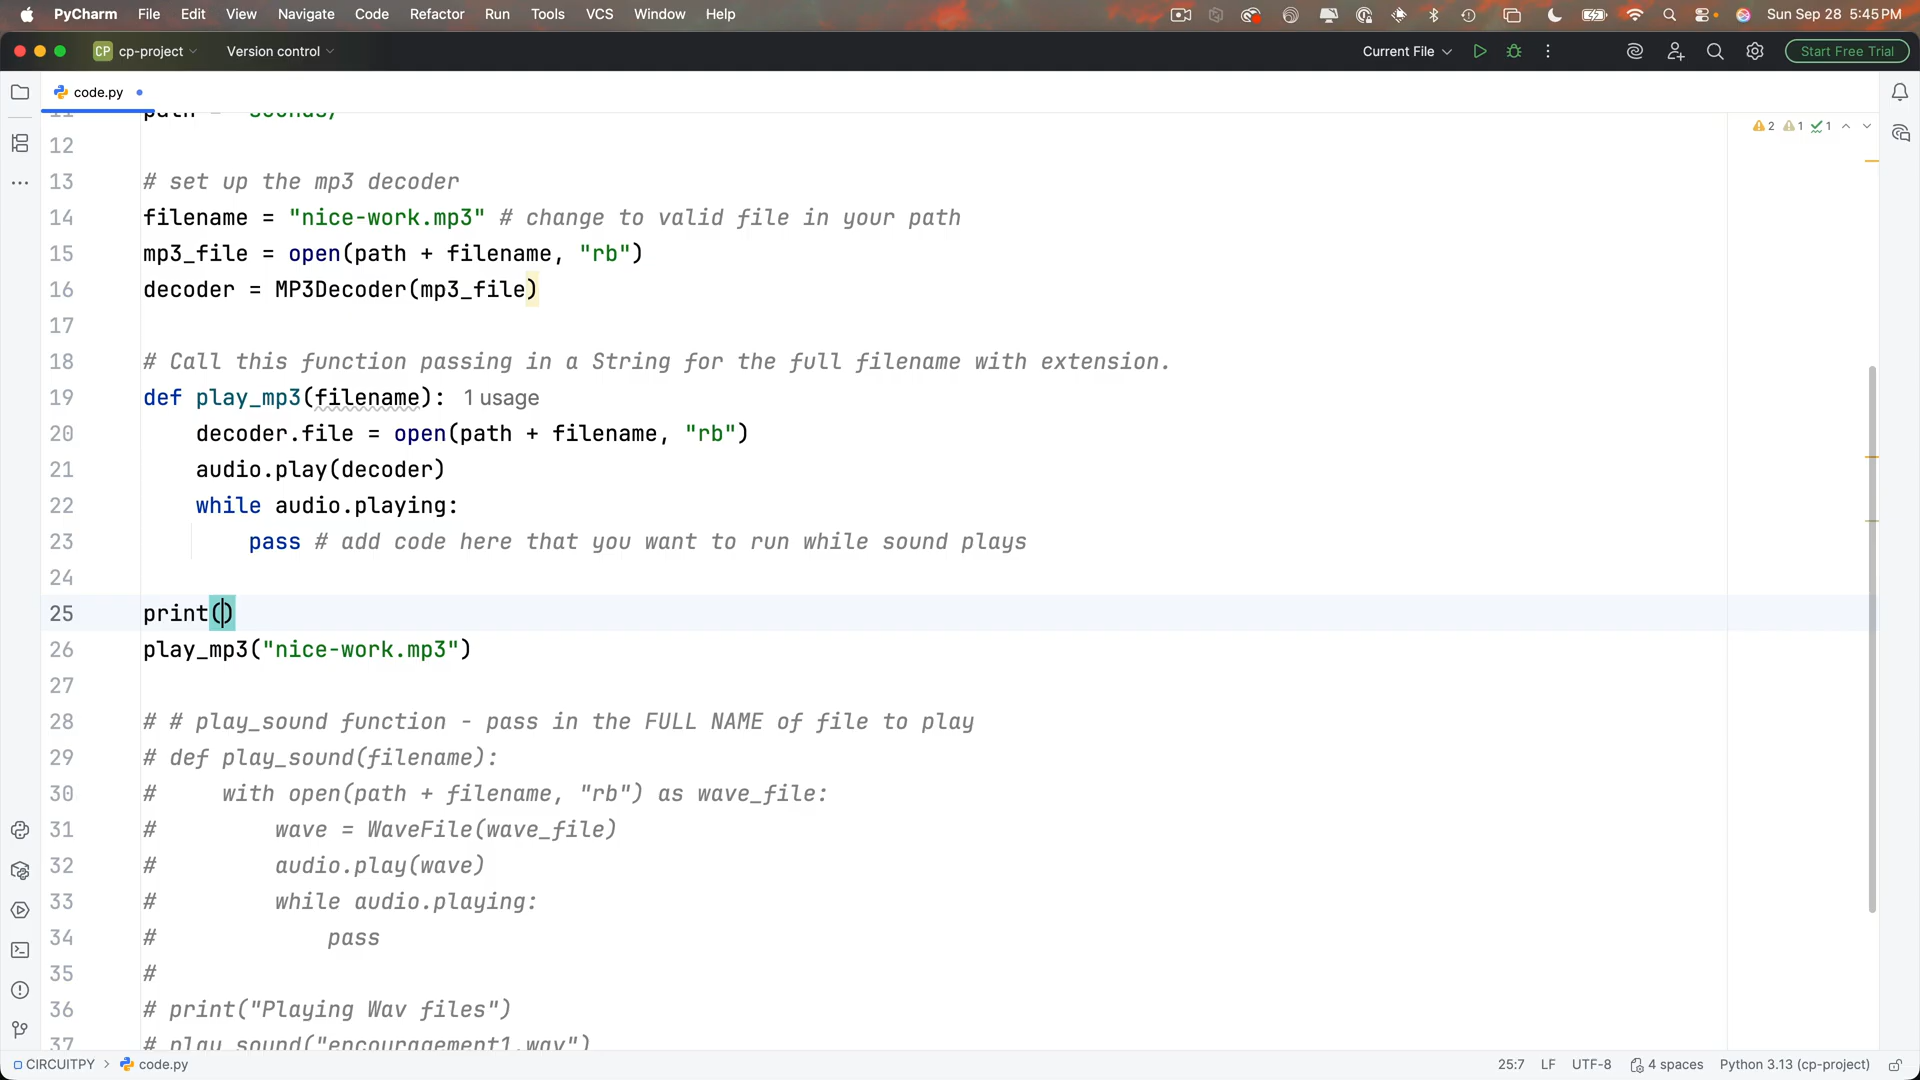 PyCharm File Edit View Navigate Code Refactor Run Tools VCS Window Help Sun Sep 28 5:45 PM
CP cp-project Version control Current File Start Free Trial
code.py
12
13 # set up the mp3 decoder
14 filename = "nice-work.mp3" # change to valid file in your path
15 mp3_file = open(path + filename, "rb")
16 decoder = MP3Decoder(mp3_file)
17
18 # Call this function passing in a String for the full filename with extension.
19 def play_mp3(filename): 1 usage
20 decoder.file = open(path + filename, "rb")
21 audio.play(decoder)
22 while audio.playing:
23 pass # add code here that you want to run while sound plays
24
25 print()
26 play_mp3("nice-work.mp3")
27
28 # # play_sound function - pass in the FULL NAME of file to play
29 # def play_sound(filename):
30 # with open(path + filename, "rb") as wave_file:
31 # wave = WaveFile(wave_file)
32 # audio.play(wave)
33 # while audio.playing:
34 # pass
35 #
36 # print("Playing Wav files")
37 # play_sound("encouragement1.wav")
2 1 1
CIRCUITPY > code.py 25:7 LF UTF-8 4 spaces Python 3.13 (cp-project)